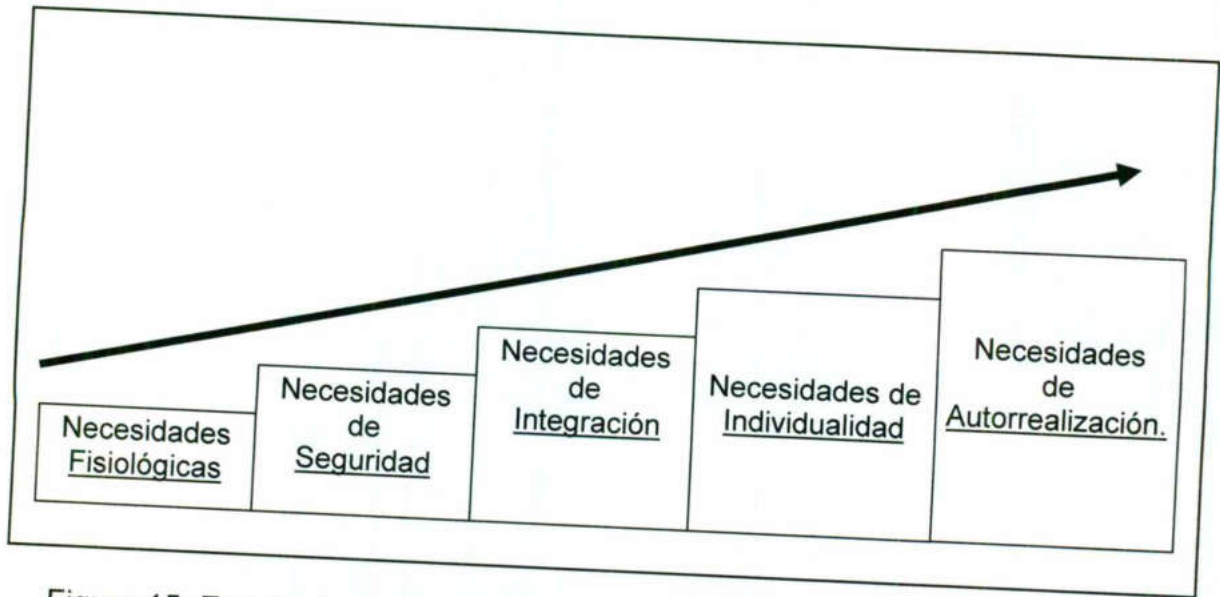 Necesidades
Fisiológicas
Necesidades
de
Seguridad
Necesidades
de
Integración
Necesidades de
Individualidad
Necesidades
de
Autorrealización.